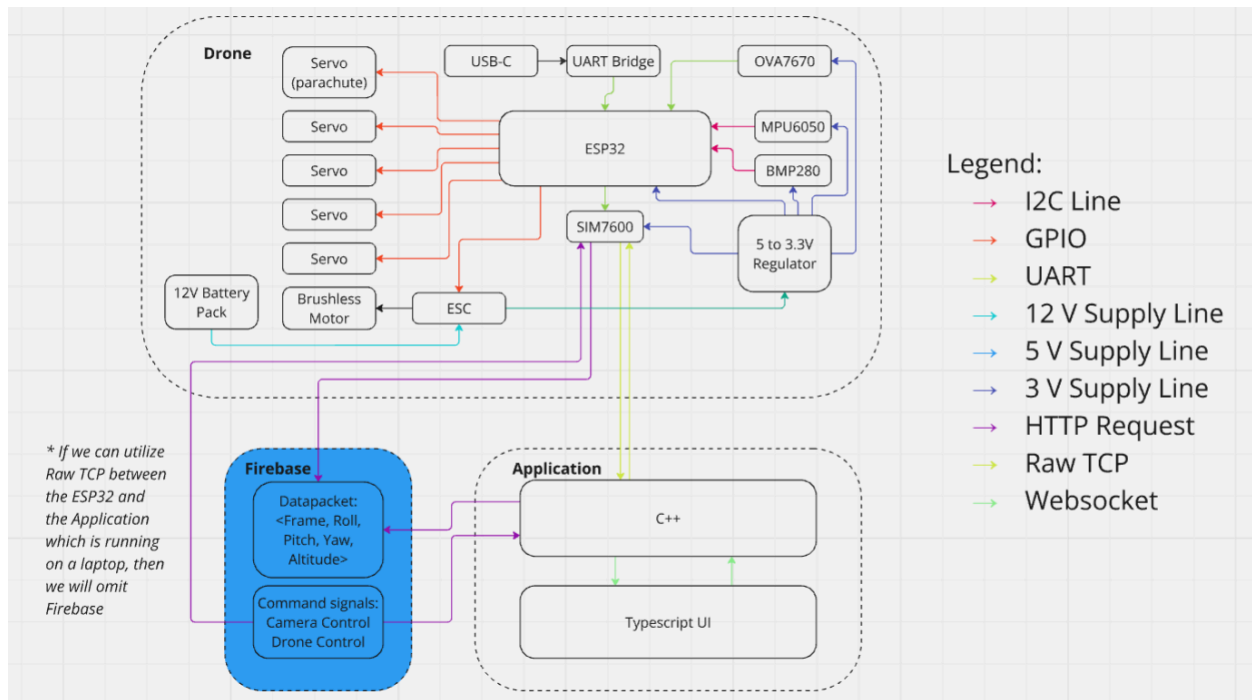 Drone
Servo
(parachute)
Servo
Servo
Servo
Servo
USB-C
UART Bridge
OVA7670
ESP32
MPU6050
BMP280
SIM7600
5 to 3.3V
Regulator
12V Battery
Pack
Brushless
Motor
ESC
Legend:
I2C Line
GPIO
UART
12 V Supply Line
5 V Supply Line
3 V Supply Line
HTTP Request
Raw TCP
Websocket
* If we can utilize
Raw TCP between
the ESP32 and
the Application
which is running
on a laptop, then
we will omit
Firebase
Firebase
Datapacket:
<Frame, Roll,
Pitch, Yaw,
Altitude>
Command signals:
Camera Control
Drone Control
Application
C++
Typescript UI